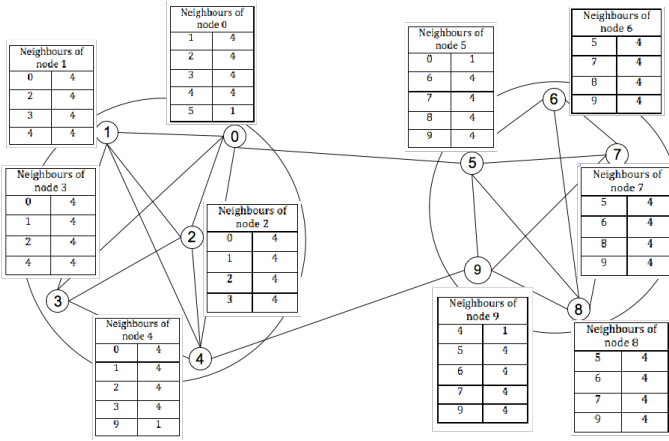 Neighbours of
node 0
1 4
2 4
3 4
4 4
5 1
Neighbours of
node 1
0 4
2 4
3 4
4 4
Neighbours of
node 3
0 4
1 4
2 4
4 4
Neighbours of
node 2
0 4
1 4
2 4
3 4
Neighbours of
node 4
0 4
1 4
2 4
3 4
9 1
1
0
2
3
4
Neighbours of
node 5
0 1
6 4
7 4
8 4
9 4
Neighbours of
node 6
5 4
7 4
8 4
9 4
Neighbours of
node 7
5 4
6 4
8 4
9 4
Neighbours of
node 9
4 1
5 4
6 4
7 4
9 4
Neighbours of
node 8
5 4
6 4
7 4
9 4
6
7
5
9
8